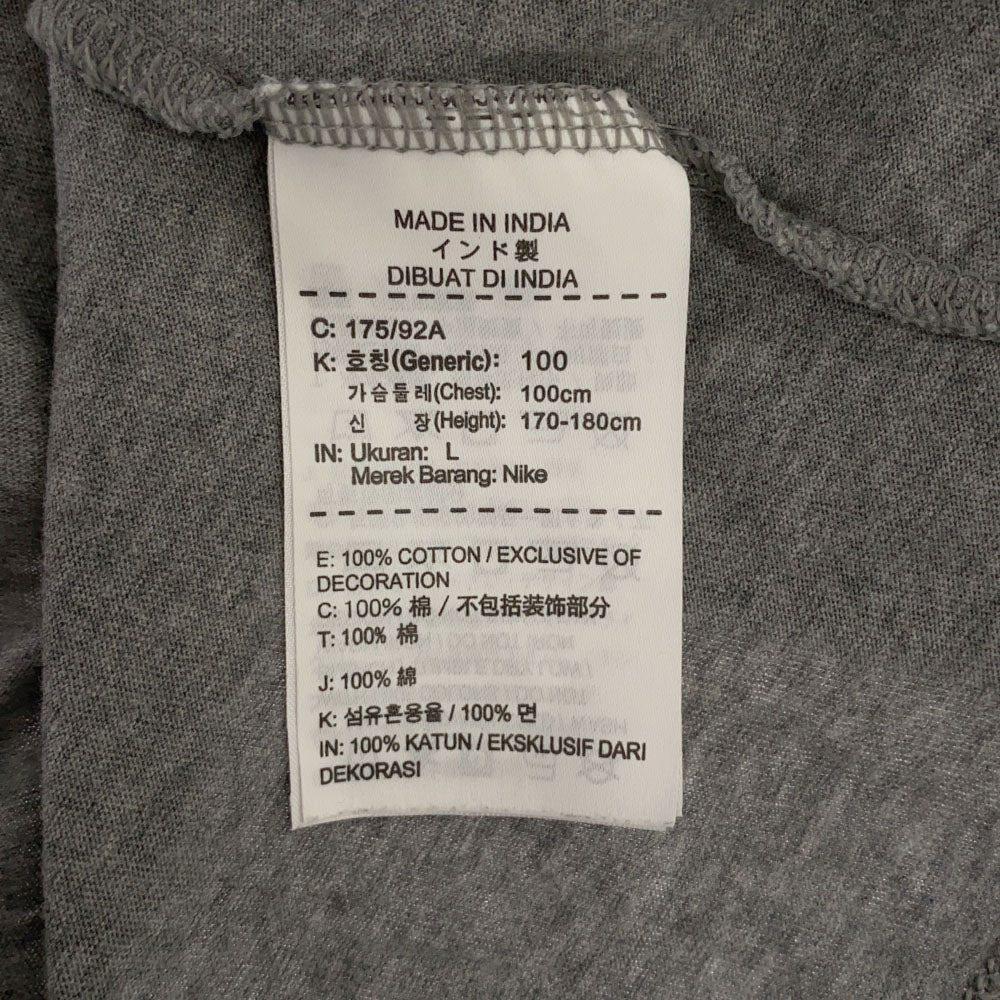 MADE IN INDIA
インド製
DIBUAT DI INDIA
C: 175/92A
K: 호칭(Generic): 100
가슴둘레(Chest): 100cm
신 장(Height): 170-180cm
IN: Ukuran: L
Merek Barang: Nike
E: 100% COTTON / EXCLUSIVE OF
DECORATION
C: 100% 棉 / 不包括装饰部分
T: 100% 棉
J: 100% 綿
K: 섬유혼용율 / 100% 면
IN: 100% KATUN / EKSKLUSIF DARI
DEKORASI